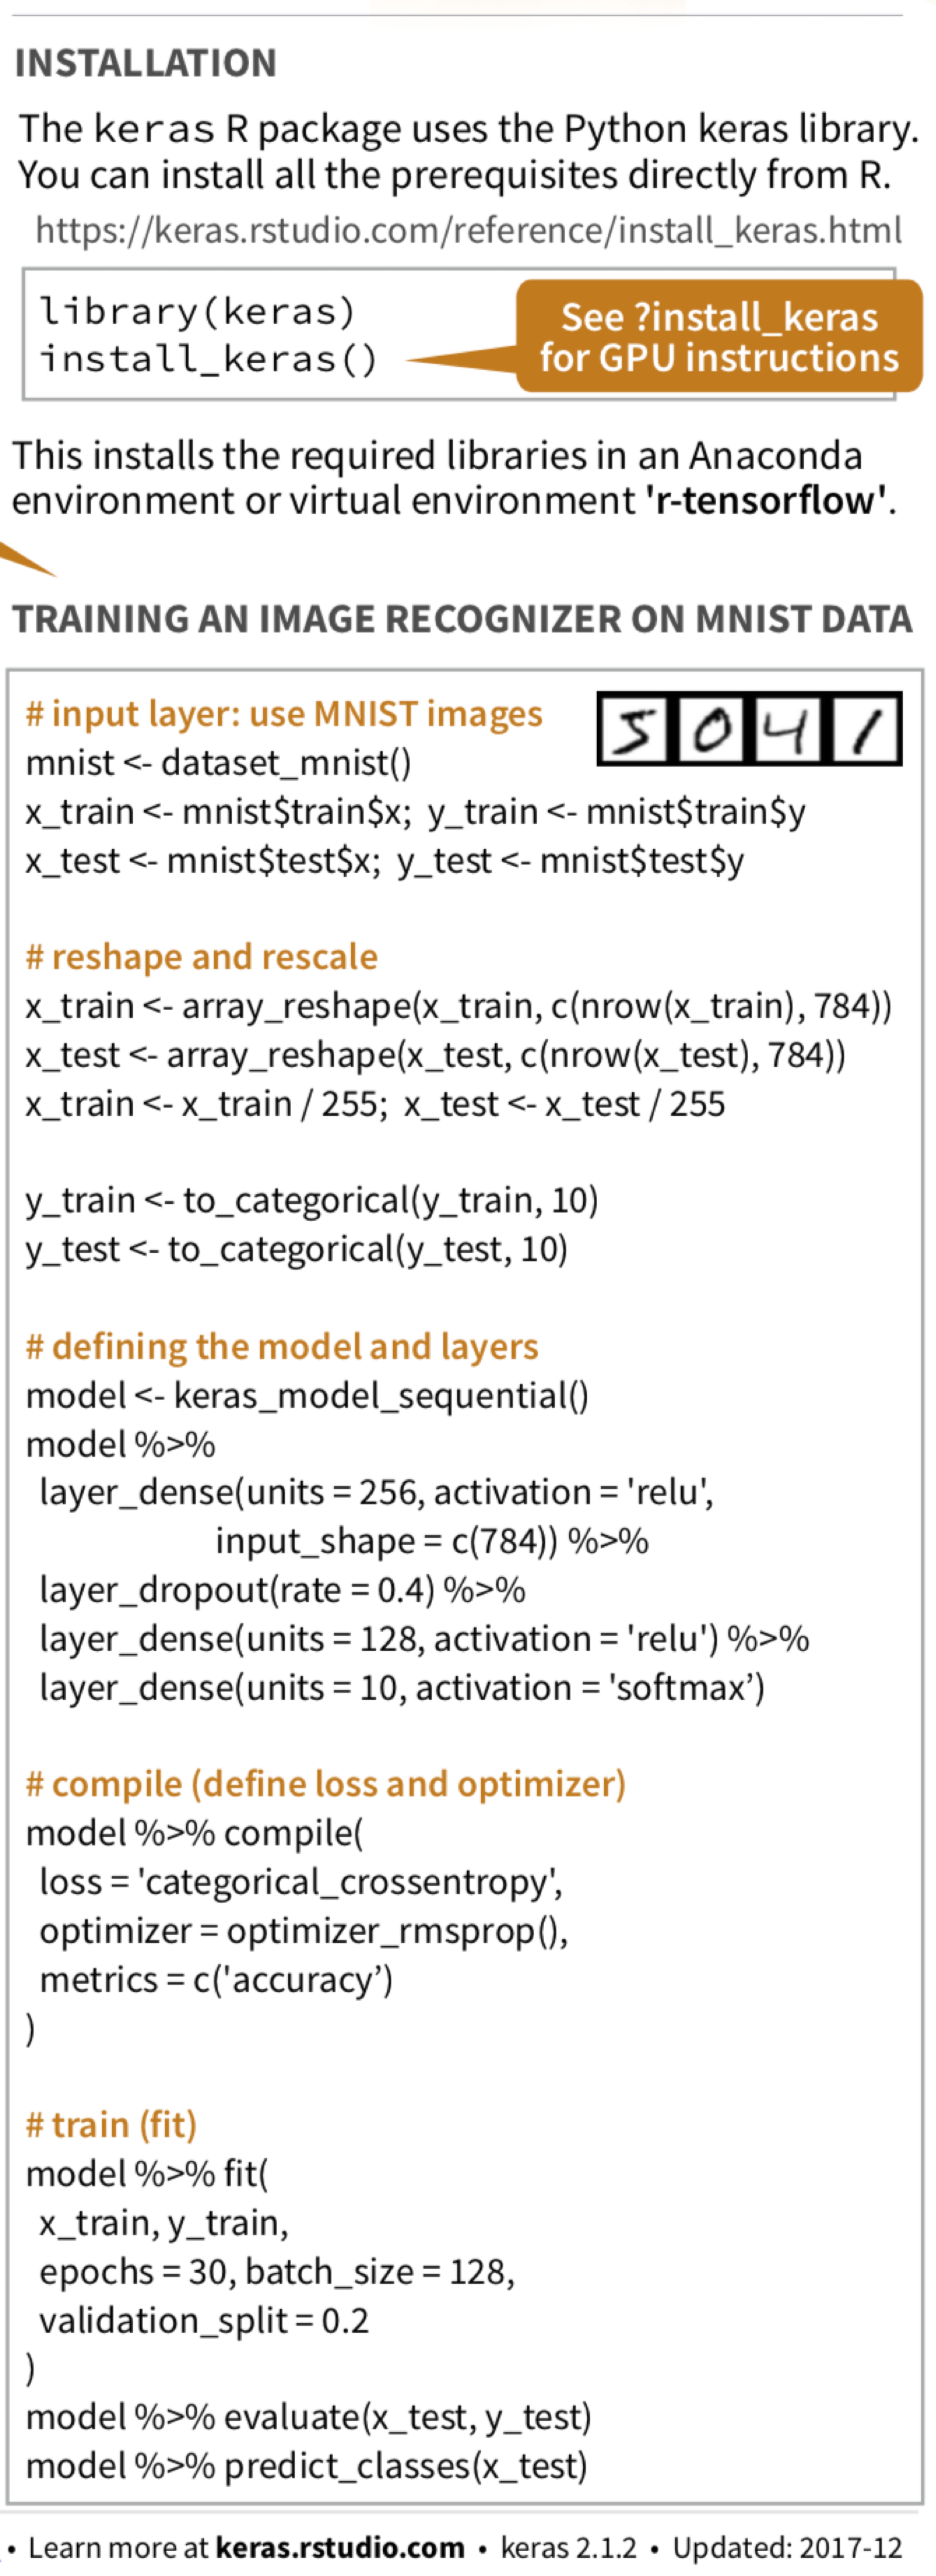 INSTALLATION
The keras R package uses the Python keras library.
You can install all the prerequisites directly from R.
https://keras.rstudio.com/reference/install_keras.html
library(keras)
install_keras()
See ?install_keras
for GPU instructions
This installs the required libraries in an Anaconda
environment or virtual environment 'r-tensorflow'.
TRAINING AN IMAGE RECOGNIZER ON MNIST DATA
# input layer: use MNIST images
5 0 4 1
mnist <- dataset_mnist()
x_train <- mnist$train$x; y_train <- mnist$train$y
x_test <- mnist$test$x; y_test <- mnist$test$y
# reshape and rescale
x_train <- array_reshape(x_train, c(nrow(x_train), 784))
x_test <- array_reshape(x_test, c(nrow(x_test), 784))
x_train <- x_train / 255; x_test <- x_test / 255
y_train <- to_categorical(y_train, 10)
y_test <- to_categorical(y_test, 10)
# defining the model and layers
model <- keras_model_sequential()
model %>%
layer_dense(units = 256, activation = 'relu',
input_shape = c(784)) %>%
layer_dropout(rate = 0.4) %>%
layer_dense(units = 128, activation = 'relu') %>%
layer_dense(units = 10, activation = 'softmax’)
# compile (define loss and optimizer)
model %>% compile(
loss = 'categorical_crossentropy',
optimizer = optimizer_rmsprop(),
metrics = c('accuracy’)
)
# train (fit)
model %>% fit(
x_train, y_train,
epochs = 30, batch_size = 128,
validation_split = 0.2
)
model %>% evaluate(x_test, y_test)
model %>% predict_classes(x_test)
• Learn more at keras.rstudio.com • keras 2.1.2 • Updated: 2017-12